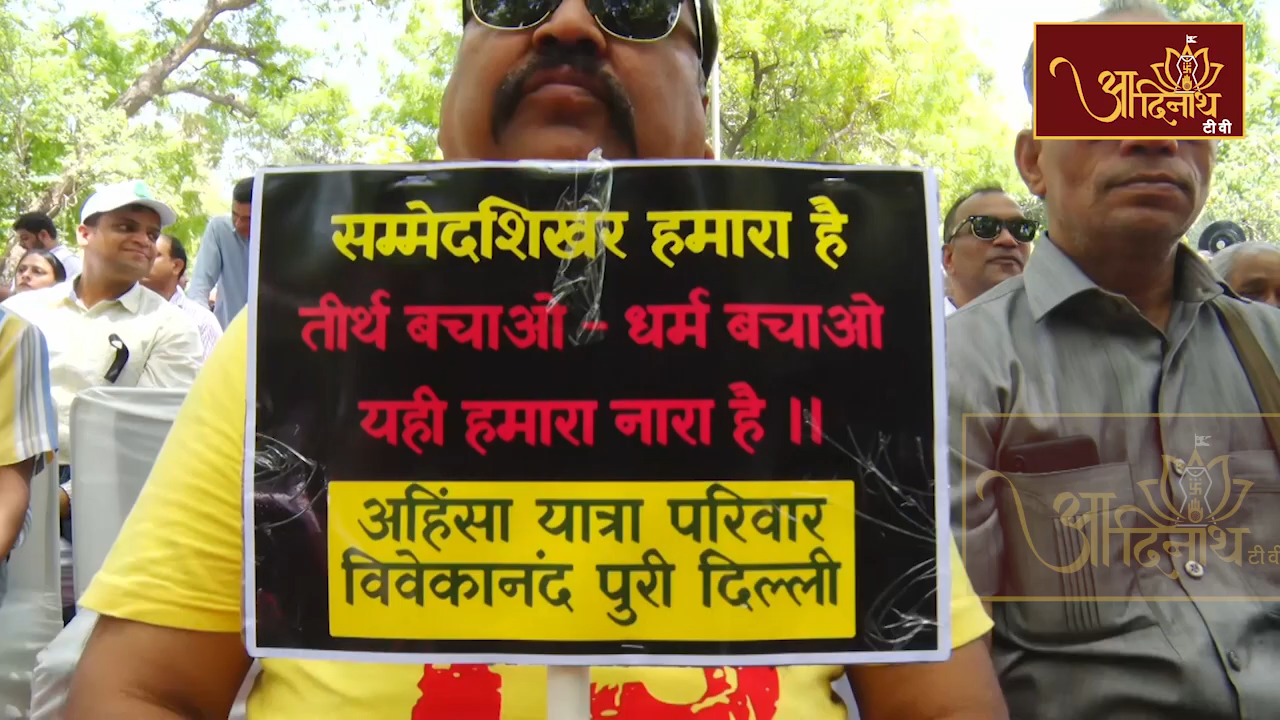 आदिनाथ
टी वी
सम्मेदशिखर हमारा है
तीर्थ बचाओ - धर्म बचाओ
यही हमारा नारा है ॥
अहिंसा यात्रा परिवार
विवेकानंद पुरी दिल्ली
आदिनाथ
टी वी